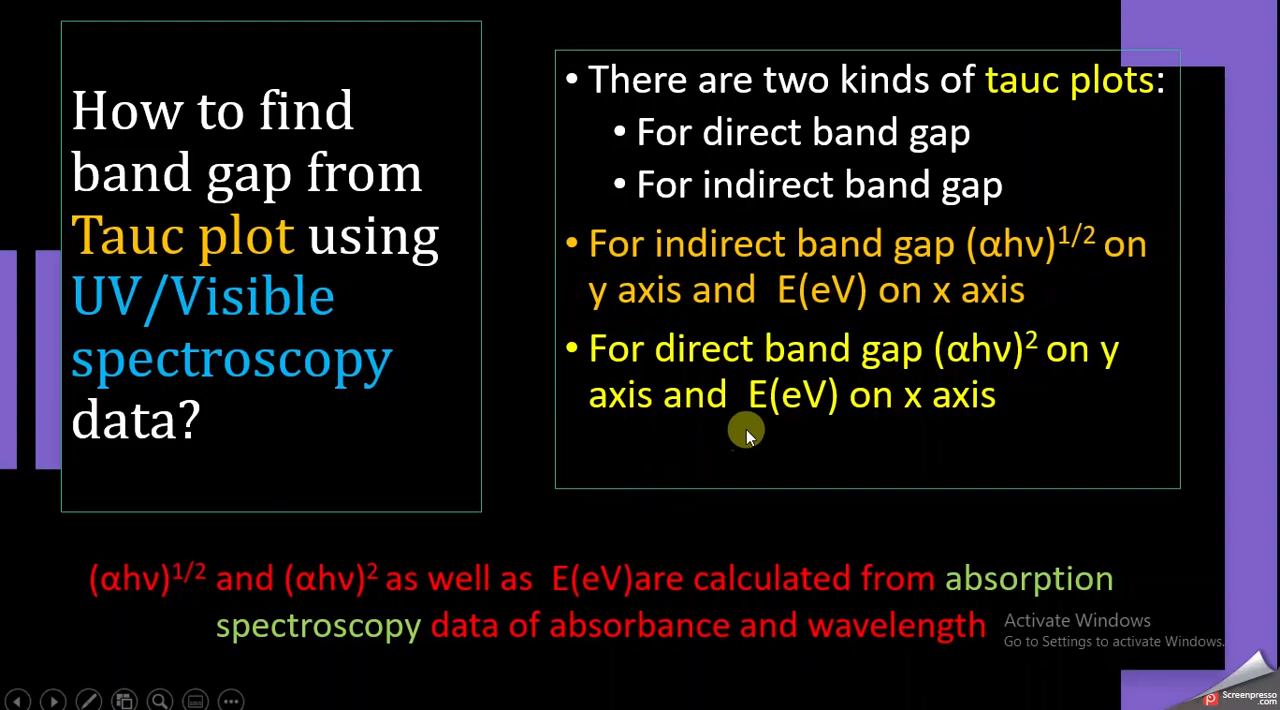 How to find
band gap from
Tauc plot using
UV/Visible
spectroscopy
data?
• There are two kinds of tauc plots:
• For direct band gap
• For indirect band gap
• For indirect band gap (αhν)^1/2 on
y axis and E(eV) on x axis
• For direct band gap (αhν)² on y
axis and E(eV) on x axis
(αhν)^1/2 and (αhν)² as well as E(eV)are calculated from absorption
spectroscopy data of absorbance and wavelength
Activate Windows
Go to Settings to activate Windows.
Screenpresso
.com